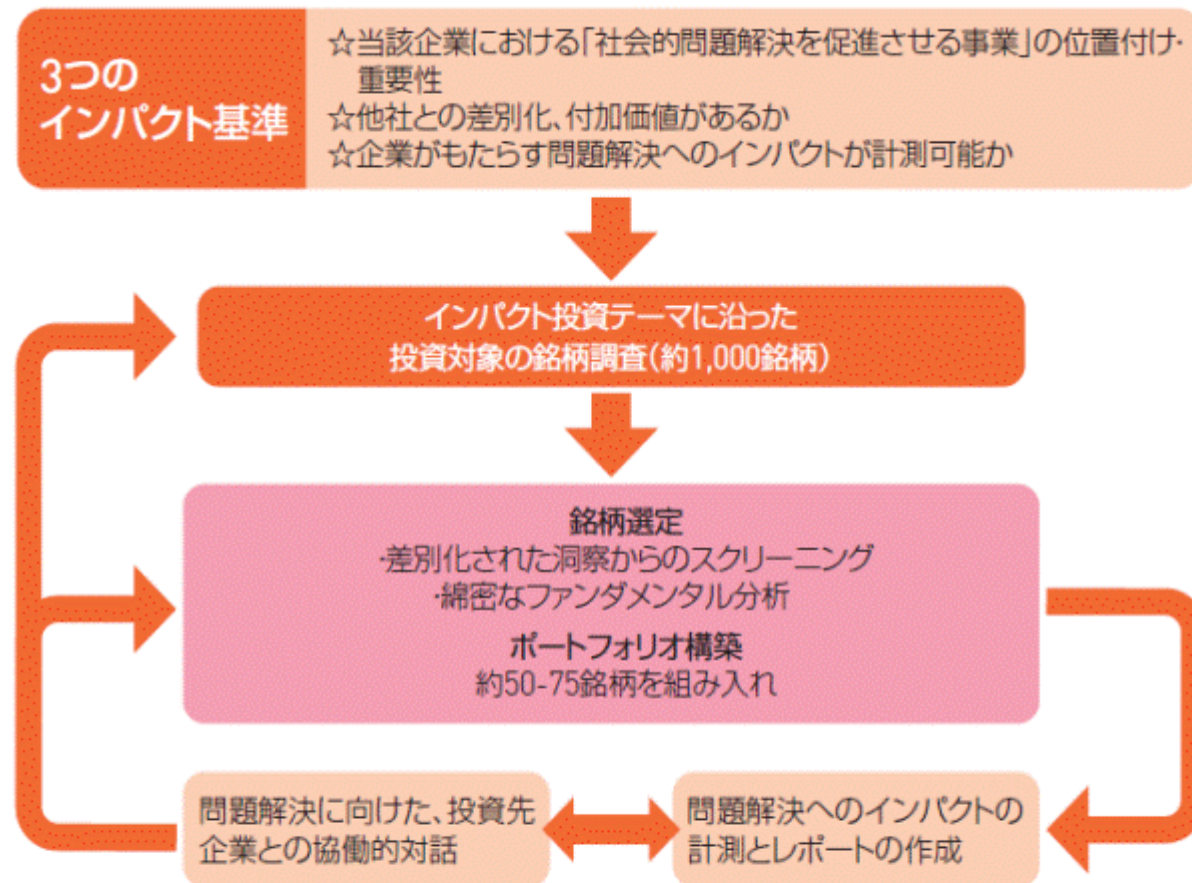 3つの
インパクト基準
☆当該企業における「社会的問題解決を促進させる事業」の位置付け・
重要性
☆他社との差別化、付加価値があるか
☆企業がもたらす問題解決へのインパクトが計測可能か
インパクト投資テーマに沿った
投資対象の銘柄調査(約1,000銘柄)
銘柄選定
・差別化された洞察からのスクリーニング
・綿密なファンダメンタル分析
ポートフォリオ構築
約50-75銘柄を組み入れ
問題解決に向けた、投資先
企業との協働的対話
問題解決へのインパクトの
計測とレポートの作成